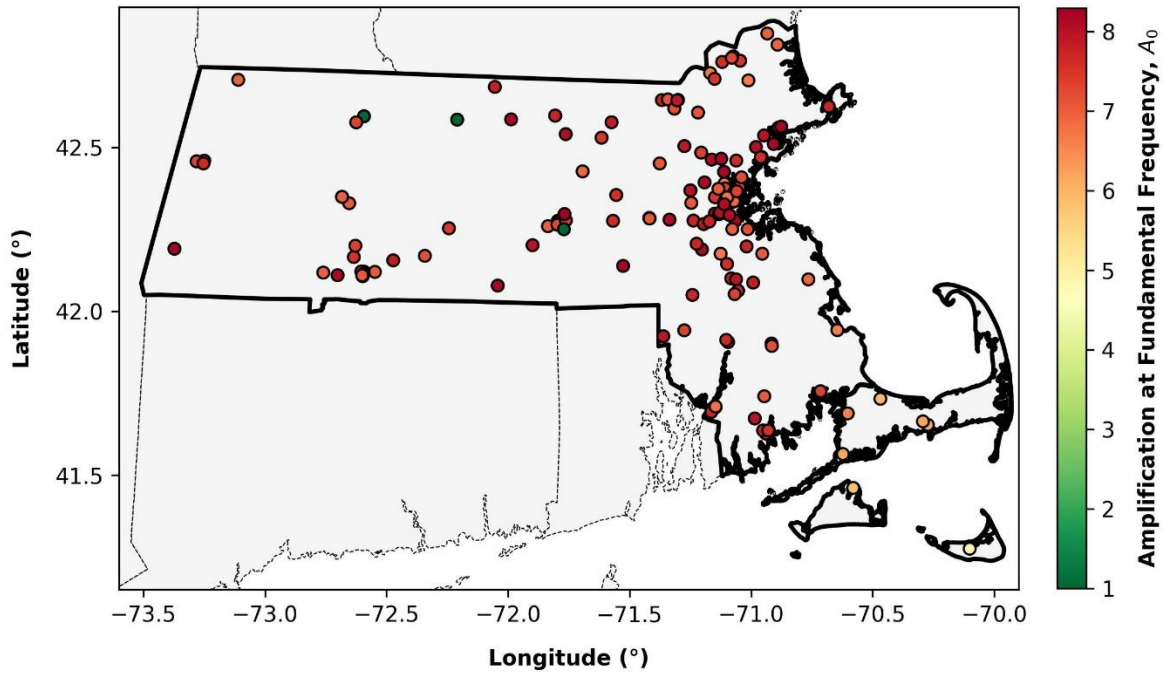 42.5
42.0
41.5
Latitude (°)
−73.5 −73.0 −72.5 −72.0 −71.5 −71.0 −70.5 −70.0
Longitude (°)
8
7
6
5
4
3
2
1
Amplification at Fundamental Frequency, A₀